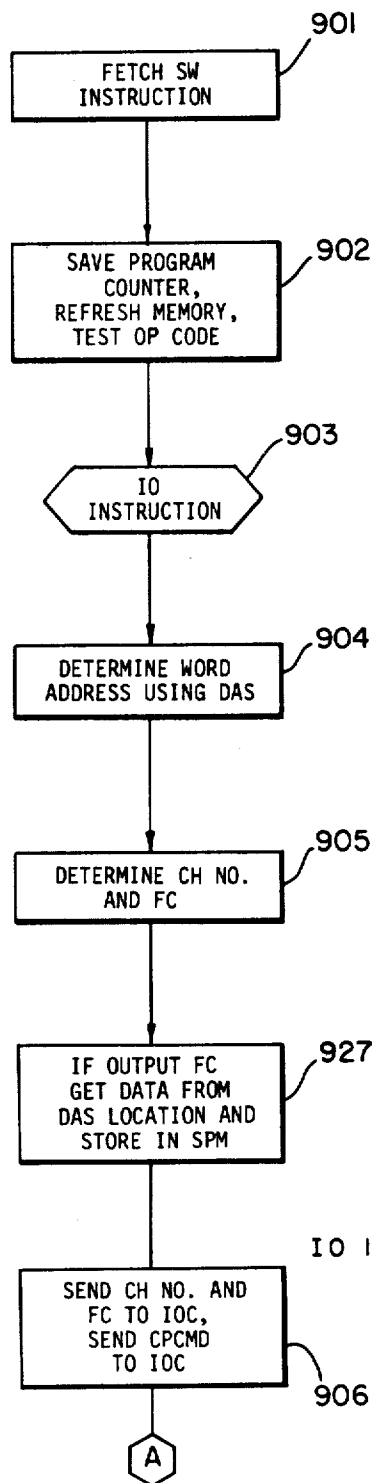 901
FETCH SW
INSTRUCTION
902
SAVE PROGRAM
COUNTER,
REFRESH MEMORY,
TEST OP CODE
903
IO
INSTRUCTION
904
DETERMINE WORD
ADDRESS USING DAS
905
DETERMINE CH NO.
AND FC
927
IF OUTPUT FC
GET DATA FROM
DAS LOCATION AND
STORE IN SPM
IO 1
SEND CH NO. AND
FC TO IOC,
SEND CPCMD
TO IOC
906
A